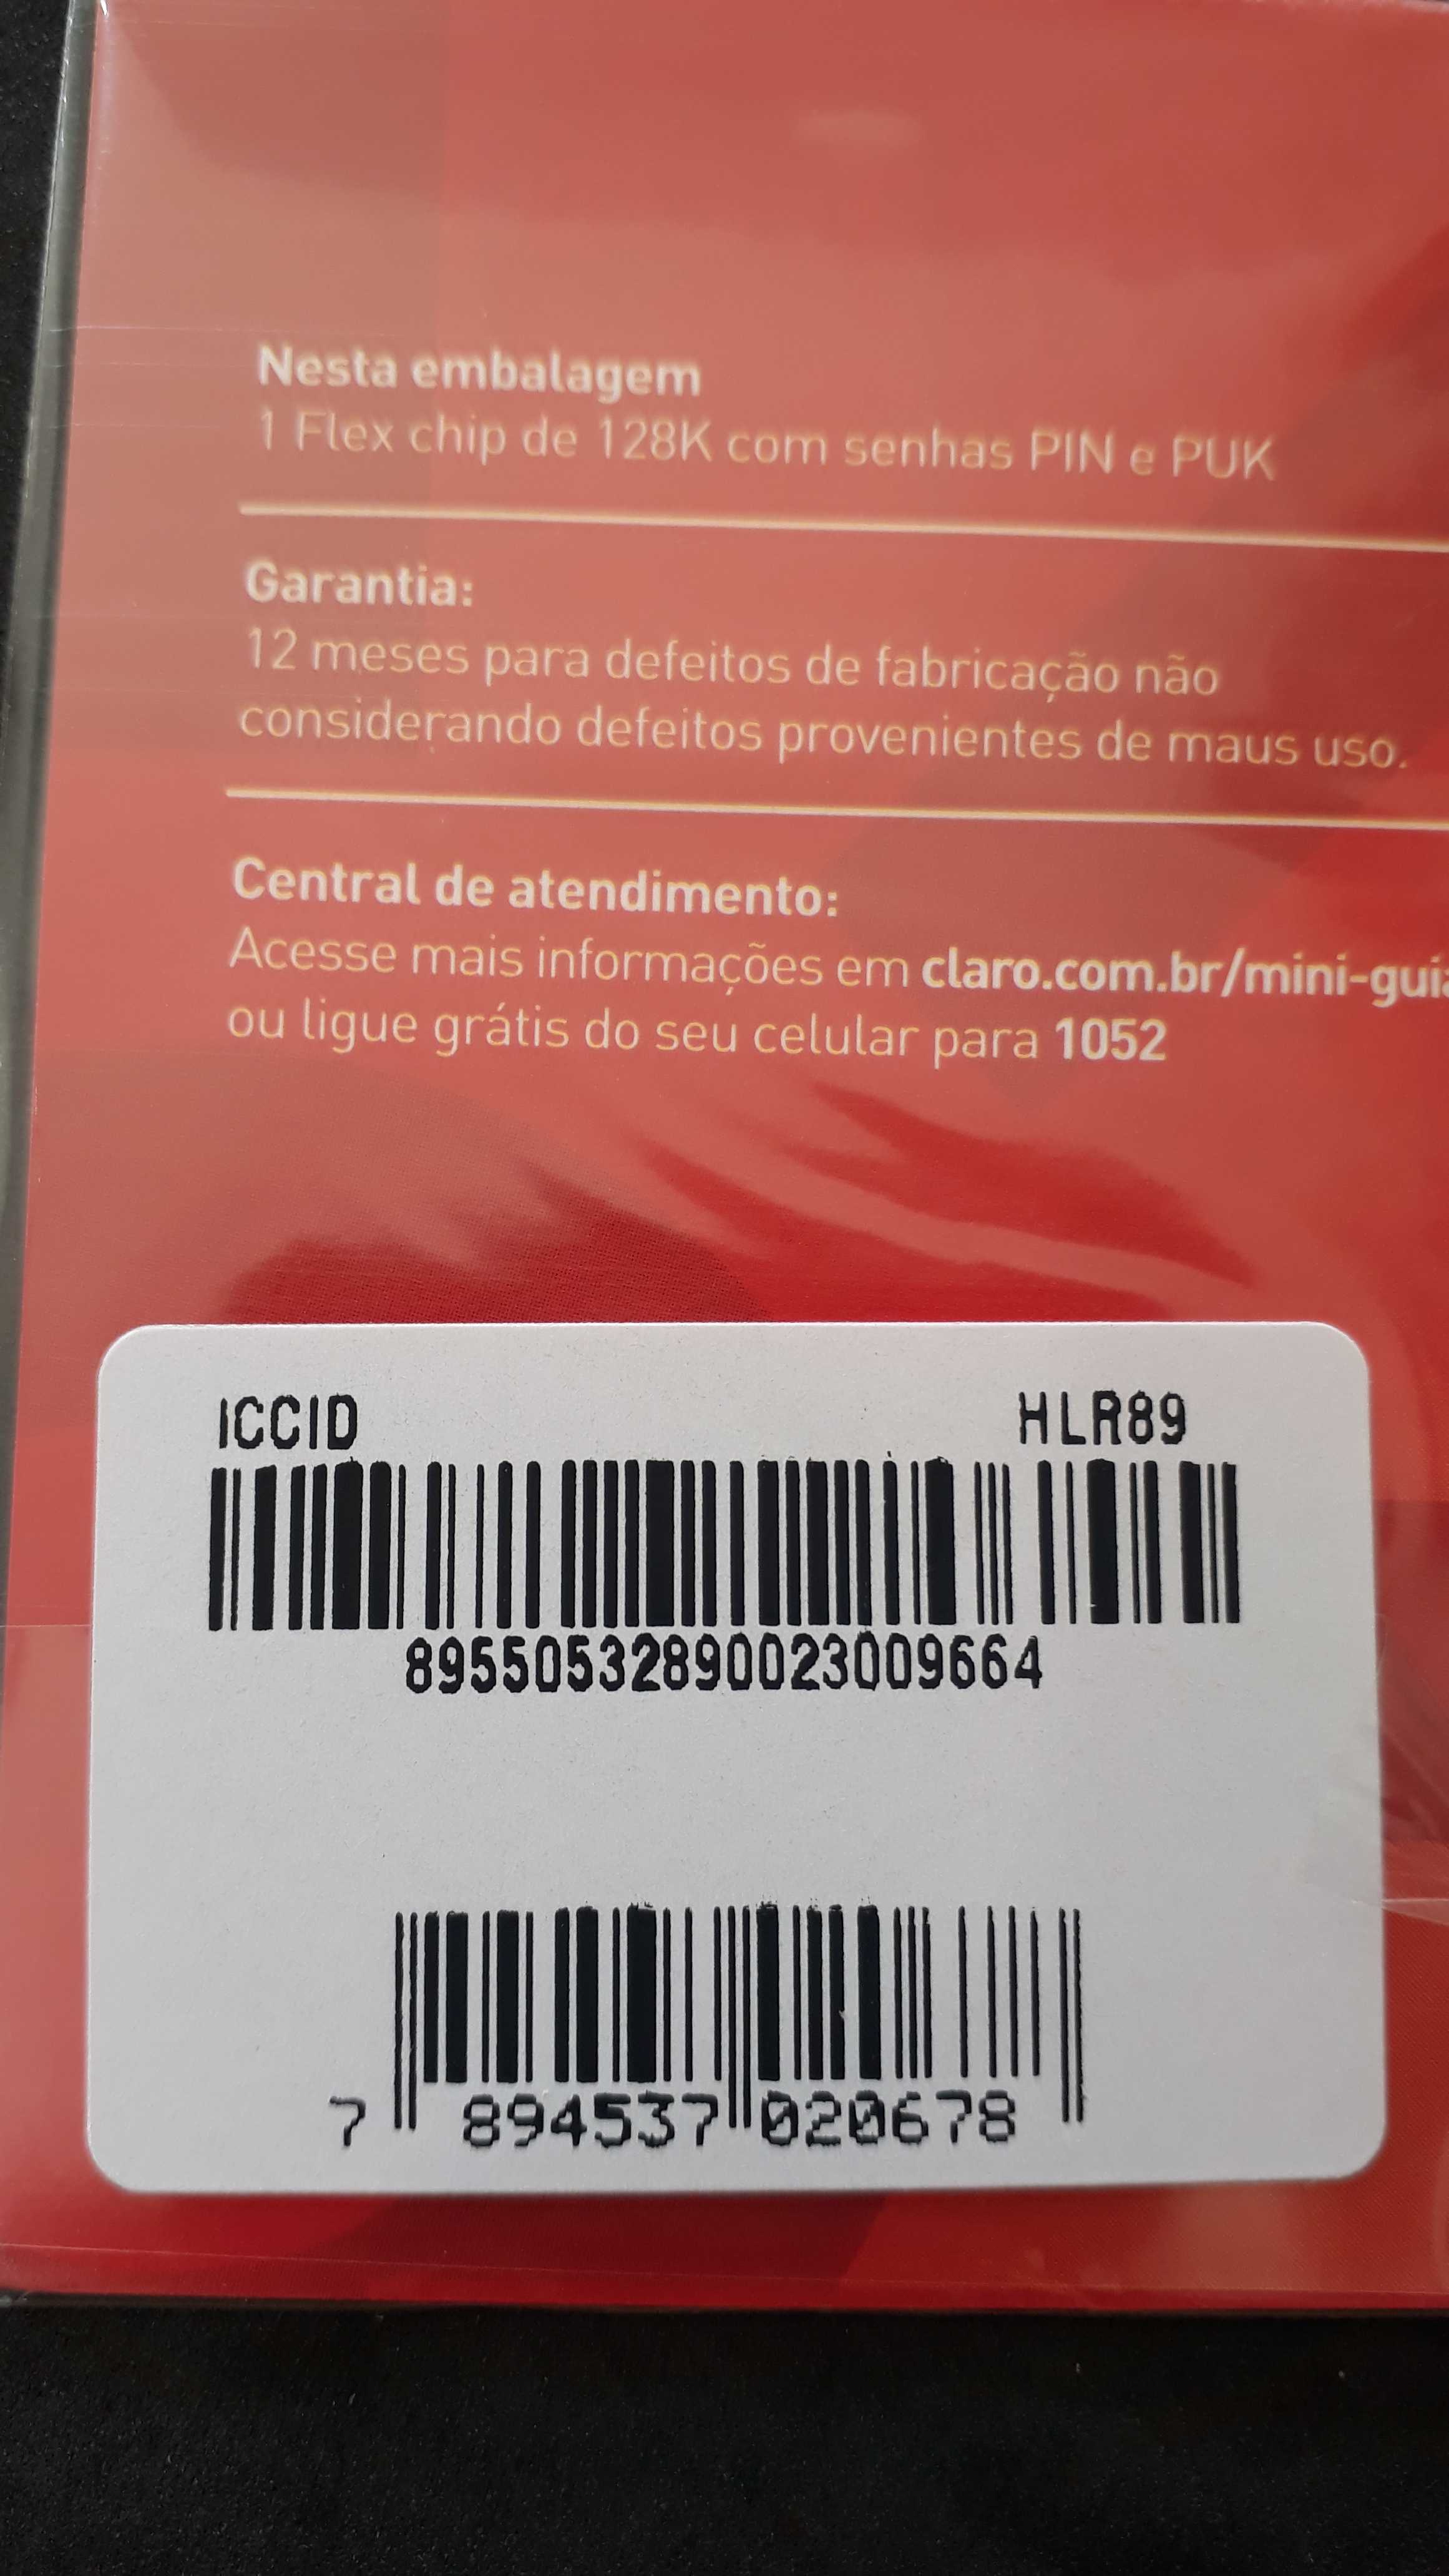 Nesta embalagem
1 Flex chip de 128K com senhas PIN e PUK
Garantia:
12 meses para defeitos de fabricação não
considerando defeitos provenientes de maus uso.
Central de atendimento:
Acesse mais informações em claro.com.br/mini-guia
ou ligue grátis do seu celular para 1052
ICCID HLR89
89550532890023009664
7 894537 020678